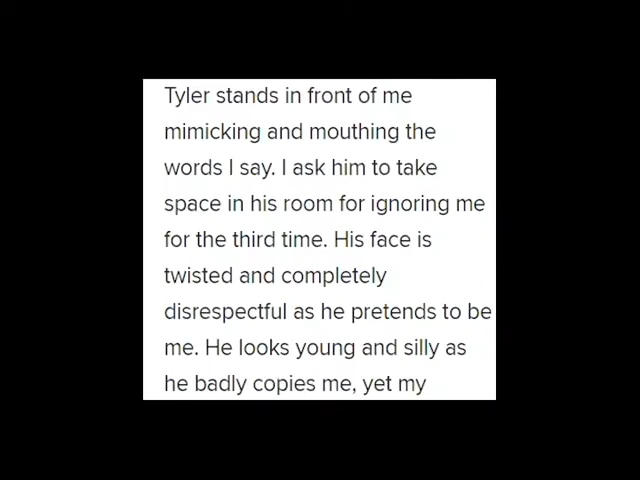 Tyler stands in front of me
mimicking and mouthing the
words I say. I ask him to take
space in his room for ignoring me
for the third time. His face is
twisted and completely
disrespectful as he pretends to be
me. He looks young and silly as
he badly copies me, yet my